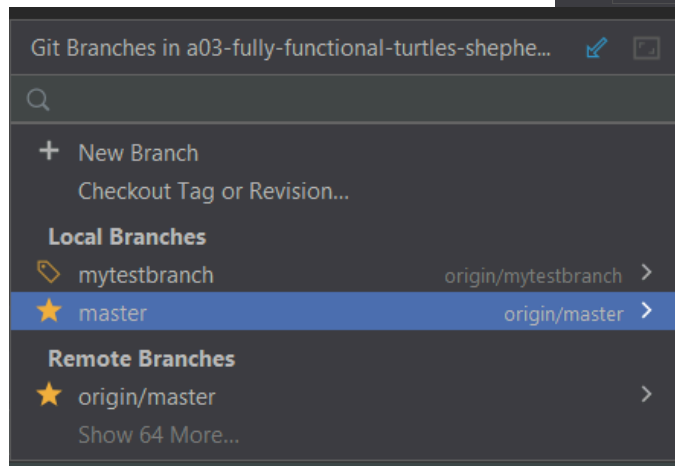 Git Branches in a03-fully-functional-turtles-shephe...
New Branch
Checkout Tag or Revision...
Local Branches
mytestbranch origin/mytestbranch
master origin/master
Remote Branches
origin/master
Show 64 More...